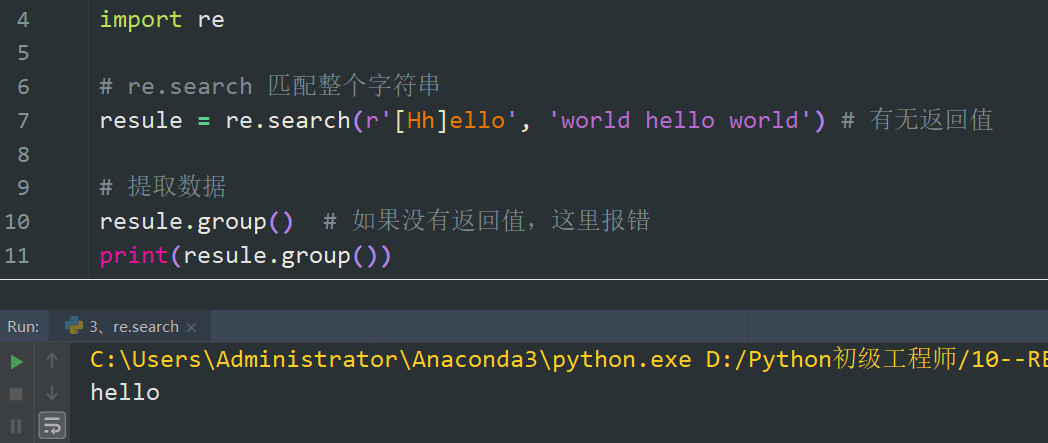 4 import re
5
6 # re.search 匹配整个字符串
7 resule = re.search(r'[Hh]ello', 'world hello world') # 有无返回值
8
9 # 提取数据
10 resule.group()  # 如果没有返回值，这里报错
11 print(resule.group())
Run: 3、re.search ×
C:\Users\Administrator\Anaconda3\python.exe D:/Python初级工程师/10--RE
hello